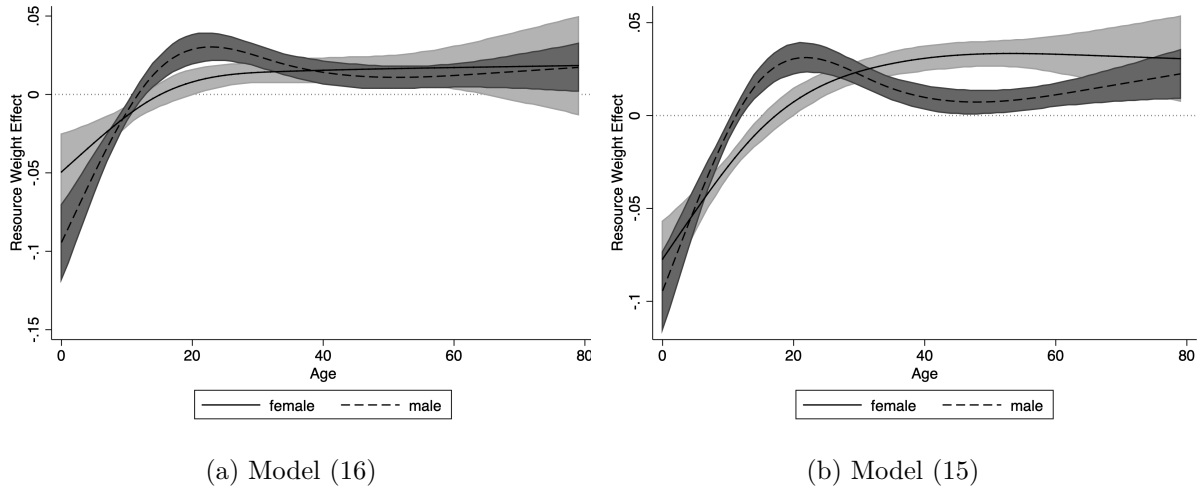 .05
0
-.05
-.1
-.15
Resource Weight Effect
0
20
40
60
80
Age
female
male
(a) Model (16)
.05
0
-.05
-.1
Resource Weight Effect
0
20
40
60
80
Age
female
male
(b) Model (15)